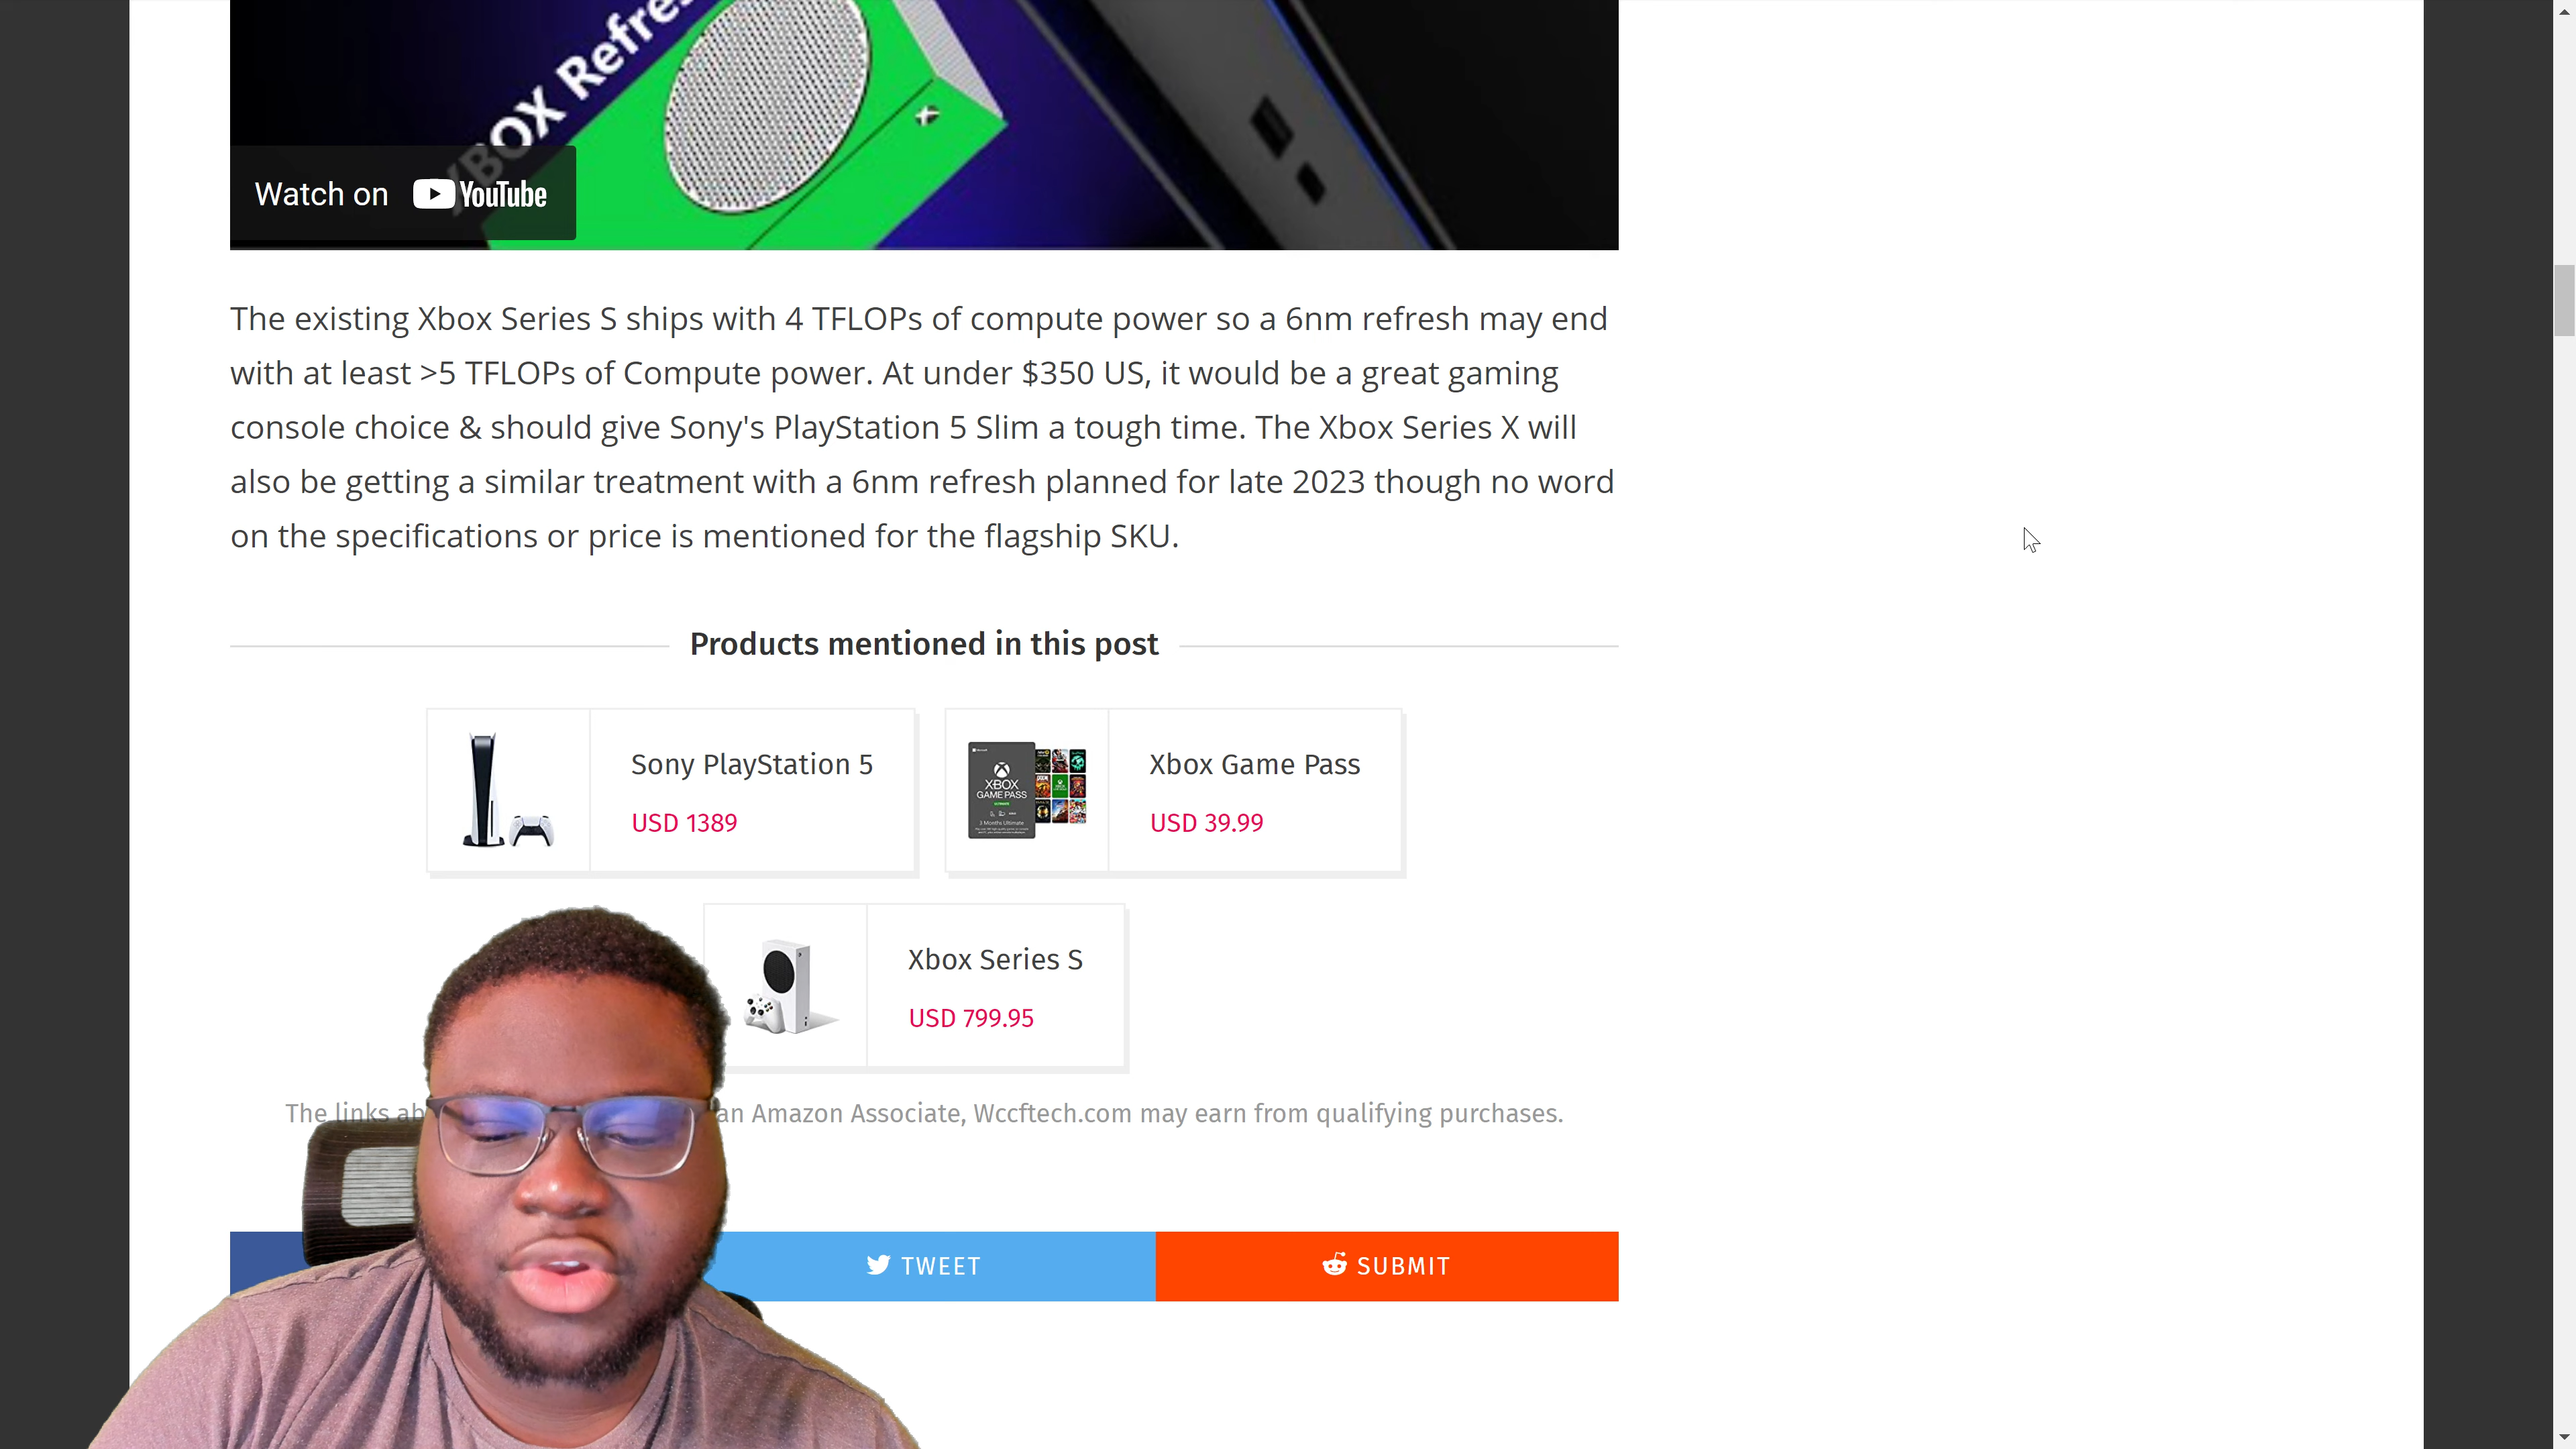 XBOX Refre
Watch on YouTube
The existing Xbox Series S ships with 4 TFLOPs of compute power so a 6nm refresh may end
with at least >5 TFLOPs of Compute power. At under $350 US, it would be a great gaming
console choice & should give Sony's PlayStation 5 Slim a tough time. The Xbox Series X will
also be getting a similar treatment with a 6nm refresh planned for late 2023 though no word
on the specifications or price is mentioned for the flagship SKU.
Products mentioned in this post
Sony PlayStation 5
USD 1389
XBOX
GAME PASS
ULTIMATE
3 Months Ultimate
Xbox Game Pass
USD 39.99
Xbox Series S
USD 799.95
The links ab
an Amazon Associate, Wccftech.com may earn from qualifying purchases.
TWEET
SUBMIT